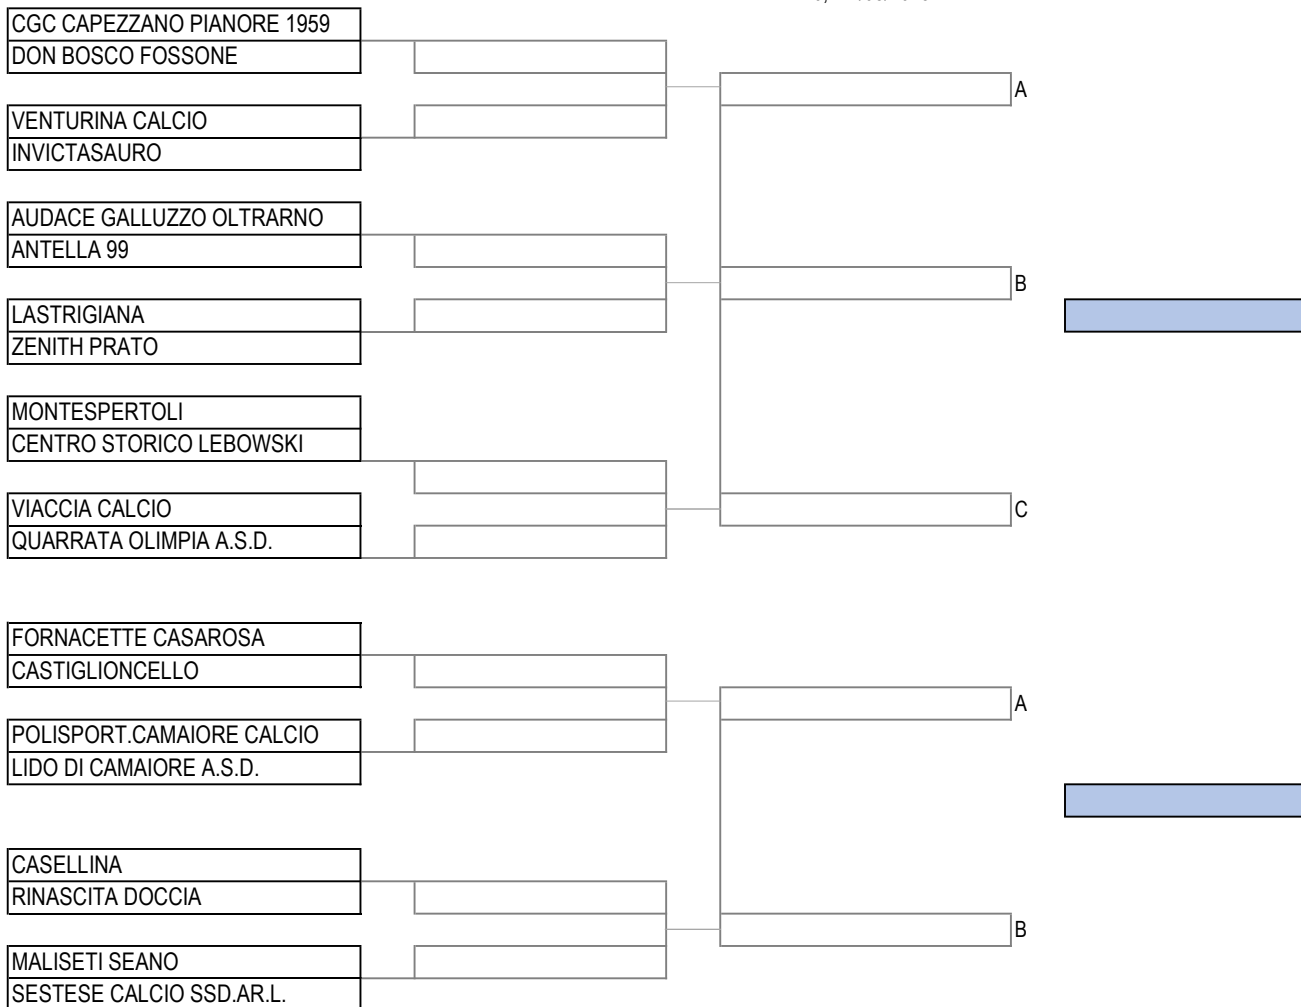 CGC CAPEZZANO PIANORE 1959
DON BOSCO FOSSONE
A
VENTURINA CALCIO
INVICTASAURO
AUDACE GALLUZZO OLTRARNO
ANTELLA 99
B
LASTRIGIANA
ZENITH PRATO
MONTESPERTOLI
CENTRO STORICO LEBOWSKI
VIACCIA CALCIO
C
QUARRATA OLIMPIA A.S.D.
FORNACETTE CASAROSA
CASTIGLIONCELLO
A
POLISPORT.CAMAIORE CALCIO
LIDO DI CAMAIORE A.S.D.
CASELLINA
RINASCITA DOCCIA
B
MALISETI SEANO
SESTESE CALCIO SSD.AR.L.